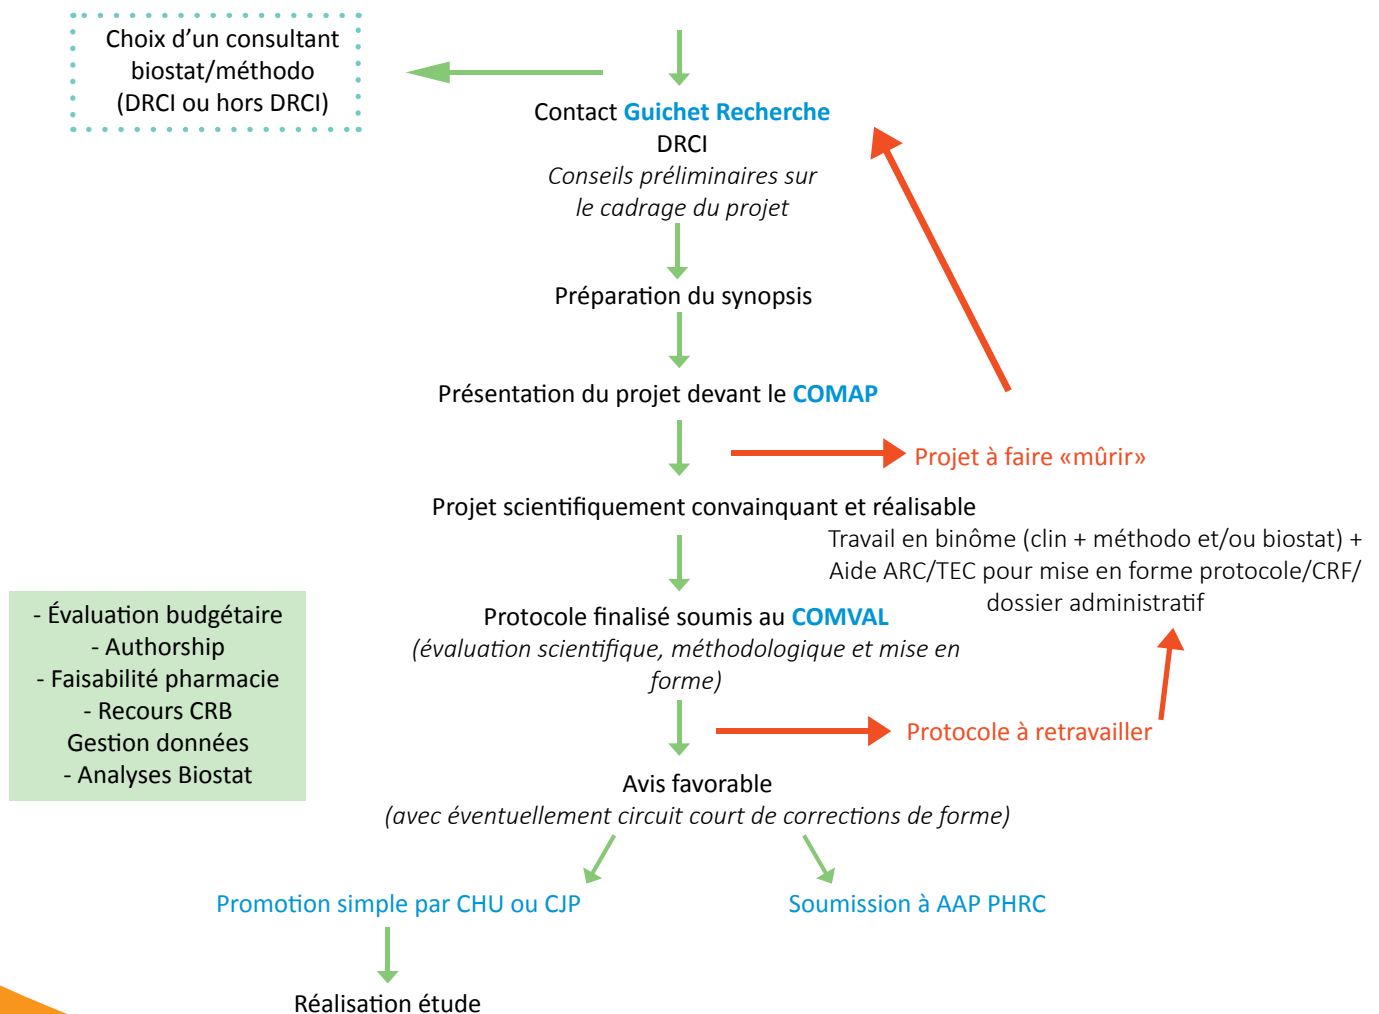 Choix d’un consultant
biostat/méthodo
(DRCI ou hors DRCI)
Contact Guichet Recherche
DRCI
Conseils préliminaires sur
le cadrage du projet
Préparation du synopsis
Présentation du projet devant le COMAP
Projet à faire «mûrir»
Projet scientifiquement convainquant et réalisable
Travail en binôme (clin + méthodo et/ou biostat) +
Aide ARC/TEC pour mise en forme protocole/CRF/
dossier administratif
- Évaluation budgétaire
- Authorship
- Faisabilité pharmacie
- Recours CRB
Gestion données
- Analyses Biostat
Protocole finalisé soumis au COMVAL
(évaluation scientifique, méthodologique et mise en
forme)
Protocole à retravailler
Avis favorable
(avec éventuellement circuit court de corrections de forme)
Promotion simple par CHU ou CJP
Soumission à AAP PHRC
Réalisation étude